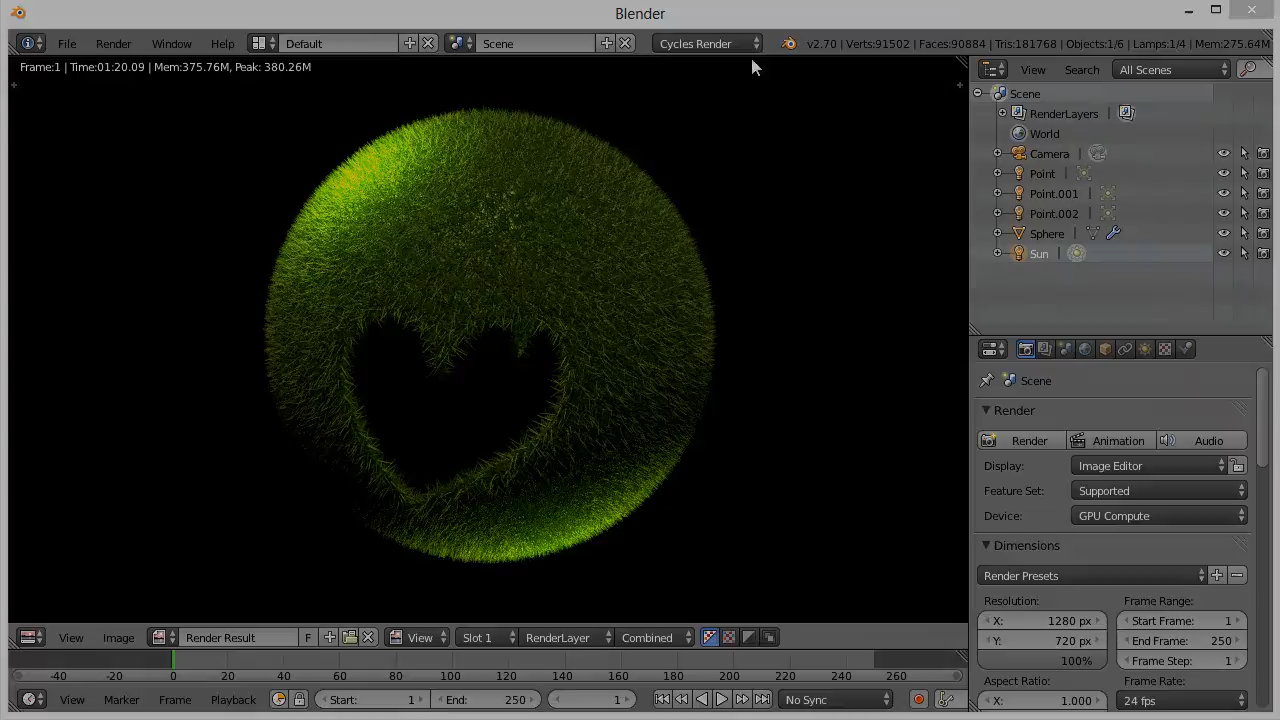 Blender
File Render Window Help Default Scene Cycles Render v2.70 | Verts:91502 | Faces:90884 | Tris:181768 | Objects:1/6 | Lamps:1/4 | Mem:275.64M
Frame:1 | Time:01:20.09 | Mem:375.76M, Peak: 380.26M
View Search All Scenes
Scene
RenderLayers |
World
Camera |
Point |
Point.001 |
Point.002 |
Sphere |
Sun |
Scene
Render
Render Animation Audio
Display: Image Editor
Feature Set: Supported
Device: GPU Compute
Dimensions
Render Presets
Resolution: Frame Range:
X: 1280 px Start Frame: 1
Y: 720 px End Frame: 250
100% Frame Step: 1
Aspect Ratio: Frame Rate:
X: 1.000 24 fps
View Image Render Result F View Slot 1 RenderLayer Combined
-40 -20 0 20 40 60 80 100 120 140 160 180 200 220 240 260
View Marker Frame Playback Start: 1 End: 250 1 No Sync